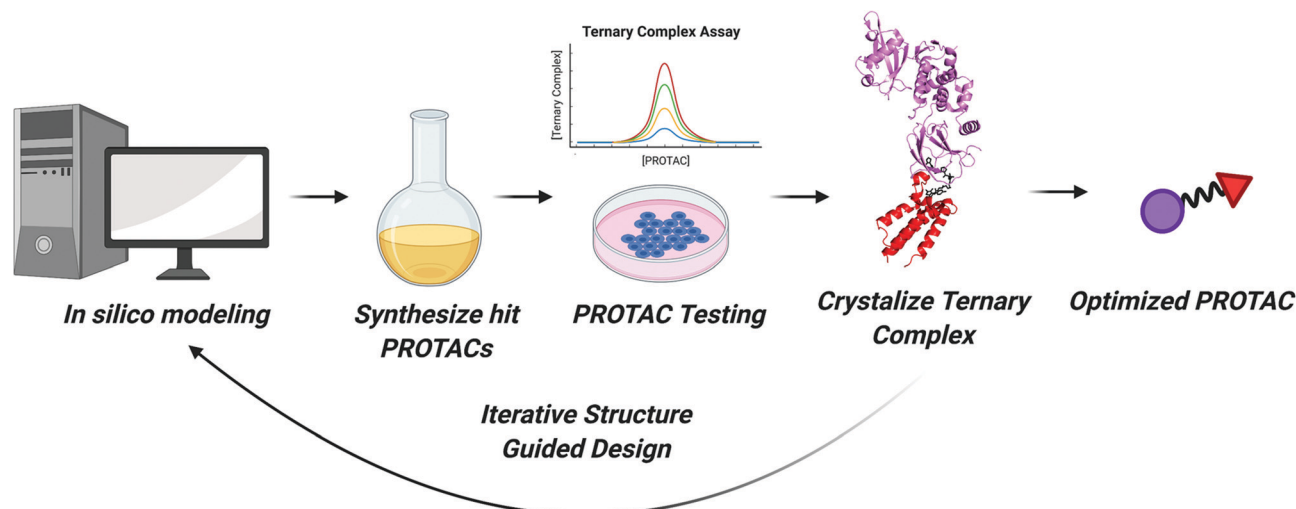 Ternary Complex Assay
[Ternary Complex]
[PROTAC]
In silico modeling
Synthesize hit
PROTACs
PROTAC Testing
Crystalize Ternary
Complex
Optimized PROTAC
Iterative Structure
Guided Design